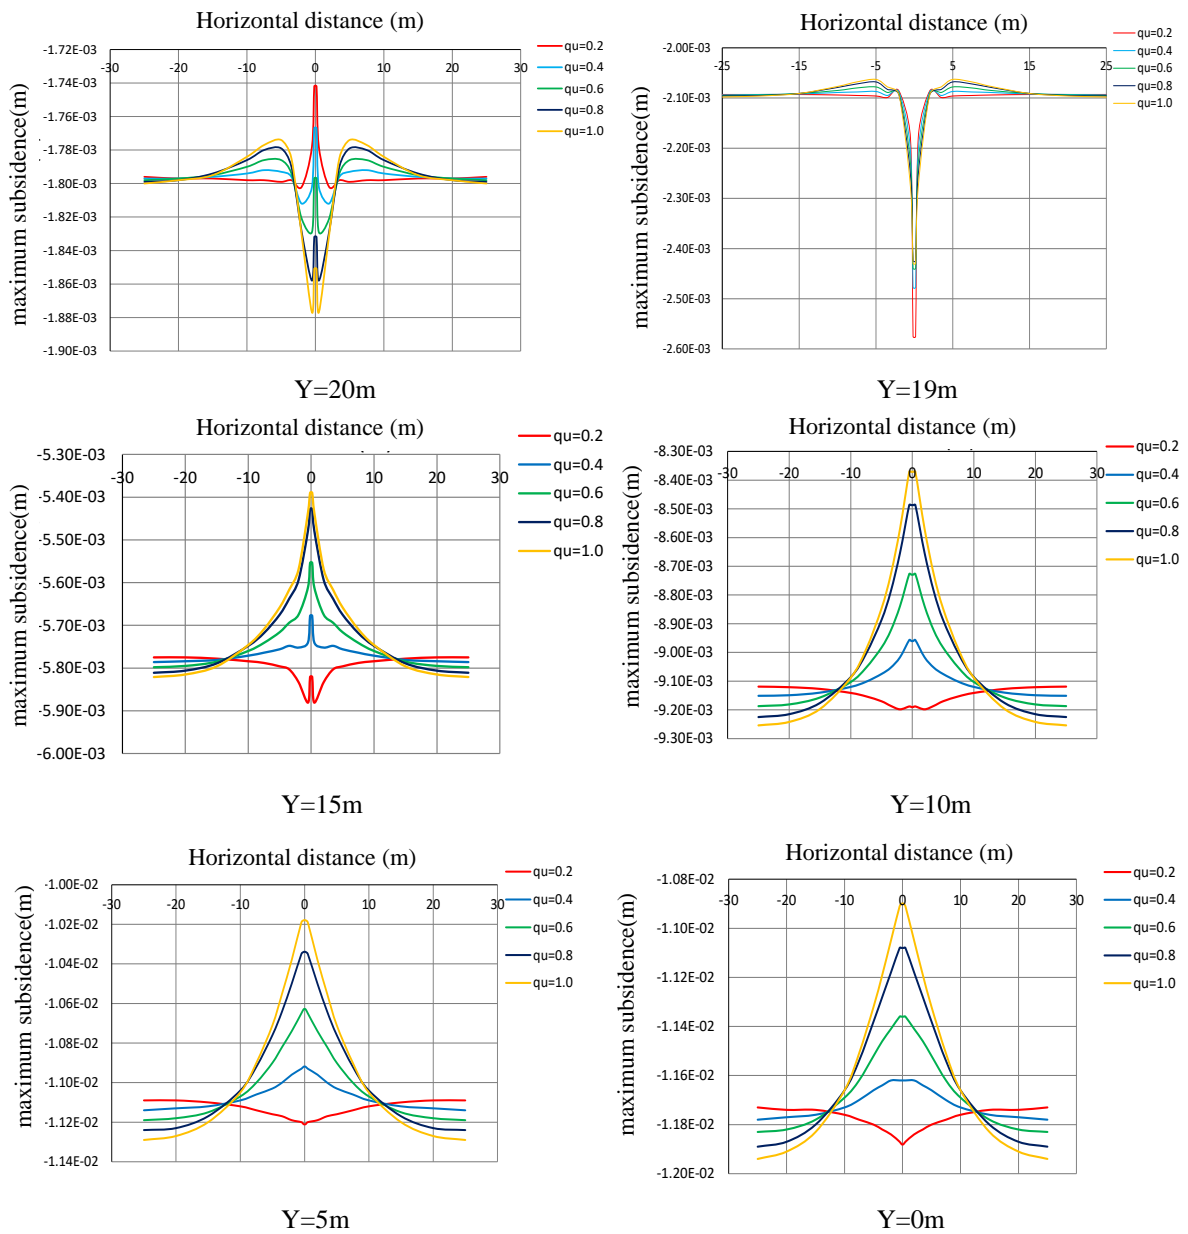 Horizontal distance (m)
maximum subsidence(m)
-1.72E-03
-1.74E-03
-1.76E-03
-1.78E-03
-1.80E-03
-1.82E-03
-1.84E-03
-1.86E-03
-1.88E-03
-1.90E-03
-30 -20 -10 0 10 20 30
qu=0.2
qu=0.4
qu=0.6
qu=0.8
qu=1.0
Y=20m
Horizontal distance (m)
maximum subsidence(m)
-2.00E-03
-2.10E-03
-2.20E-03
-2.30E-03
-2.40E-03
-2.50E-03
-2.60E-03
-25 -15 -5 5 15 25
qu=0.2
qu=0.4
qu=0.6
qu=0.8
qu=1.0
Y=19m
Horizontal distance (m)
maximum subsidence(m)
-5.30E-03
-5.40E-03
-5.50E-03
-5.60E-03
-5.70E-03
-5.80E-03
-5.90E-03
-6.00E-03
-30 -20 -10 0 10 20 30
qu=0.2
qu=0.4
qu=0.6
qu=0.8
qu=1.0
Y=15m
Horizontal distance (m)
maximum subsidence(m)
-8.30E-03
-8.40E-03
-8.50E-03
-8.60E-03
-8.70E-03
-8.80E-03
-8.90E-03
-9.00E-03
-9.10E-03
-9.20E-03
-9.30E-03
-30 -20 -10 0 10 20 30
qu=0.2
qu=0.4
qu=0.6
qu=0.8
qu=1.0
Y=10m
Horizontal distance (m)
maximum subsidence(m)
-1.00E-02
-1.02E-02
-1.04E-02
-1.06E-02
-1.08E-02
-1.10E-02
-1.12E-02
-1.14E-02
-30 -20 -10 0 10 20 30
qu=0.2
qu=0.4
qu=0.6
qu=0.8
qu=1.0
Y=5m
Horizontal distance (m)
maximum subsidence(m)
-1.08E-02
-1.10E-02
-1.12E-02
-1.14E-02
-1.16E-02
-1.18E-02
-1.20E-02
-30 -20 -10 0 10 20 30
qu=0.2
qu=0.4
qu=0.6
qu=0.8
qu=1.0
Y=0m